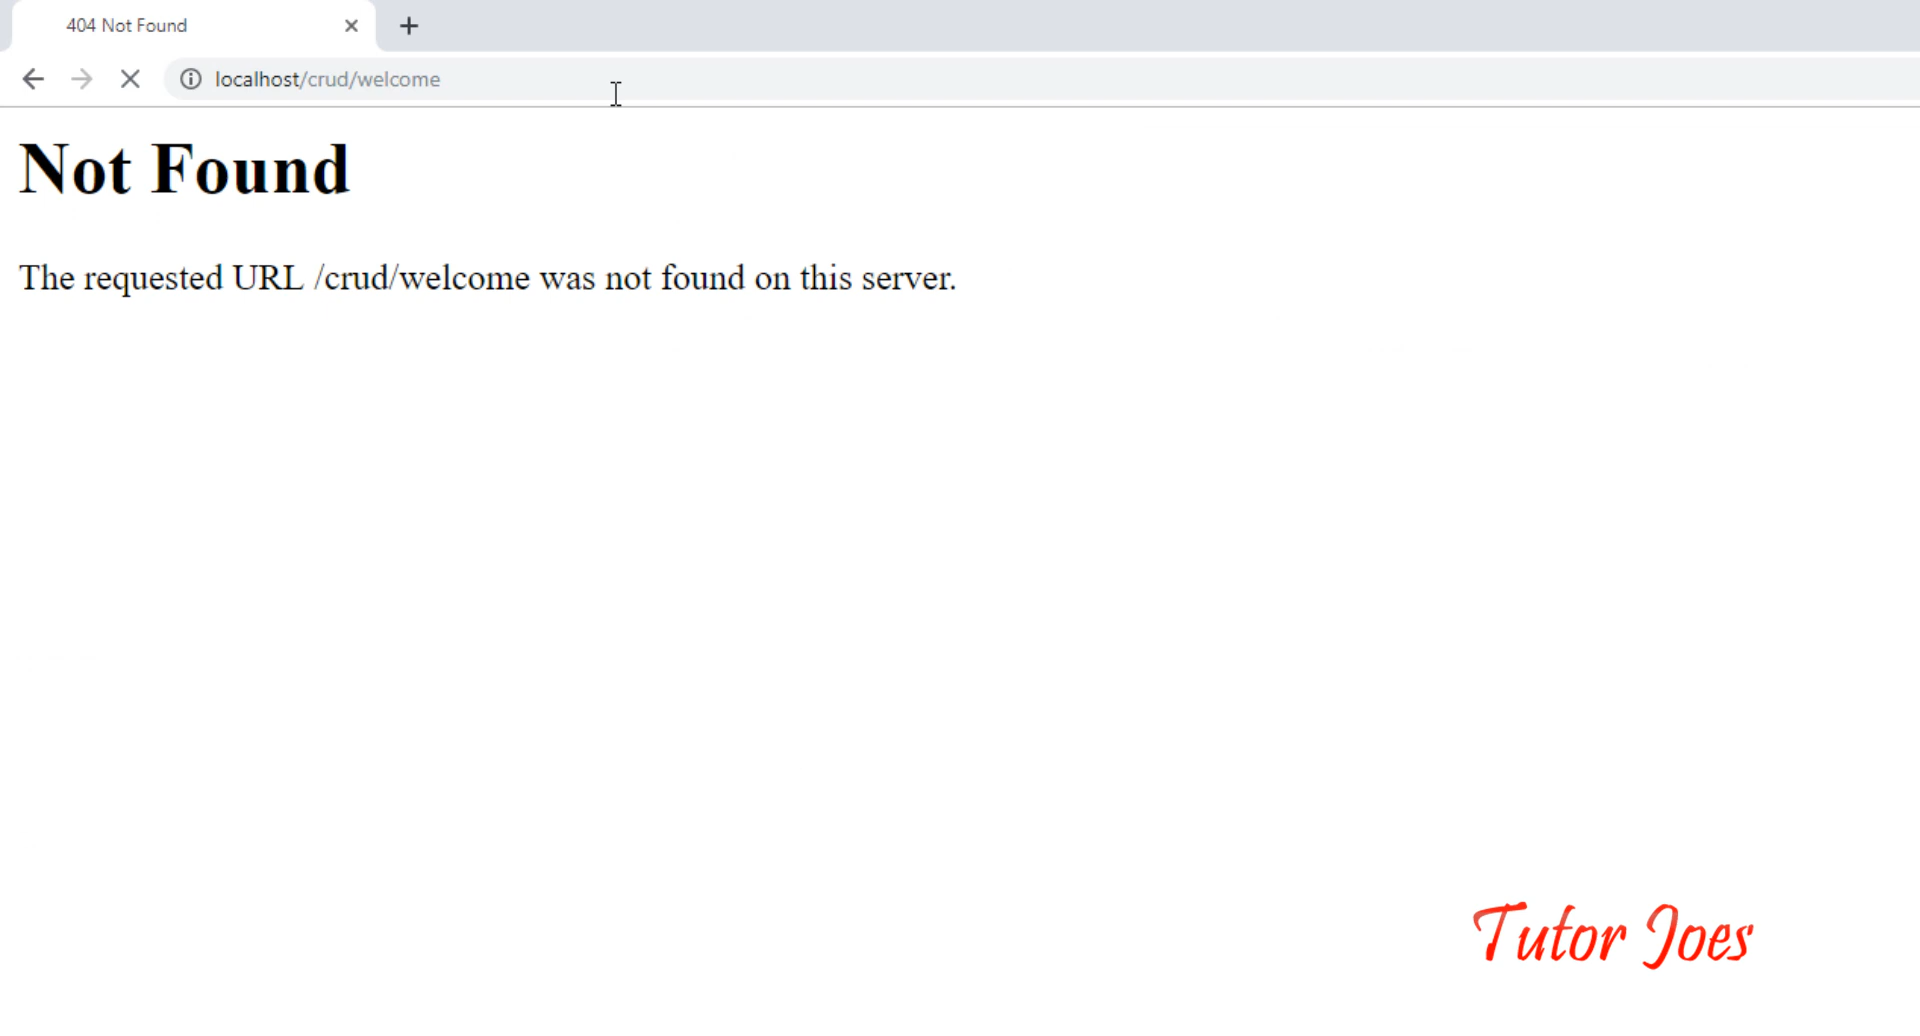 404 Not Found
localhost/crud/welcome
Not Found
The requested URL /crud/welcome was not found on this server.
Tutor Joes